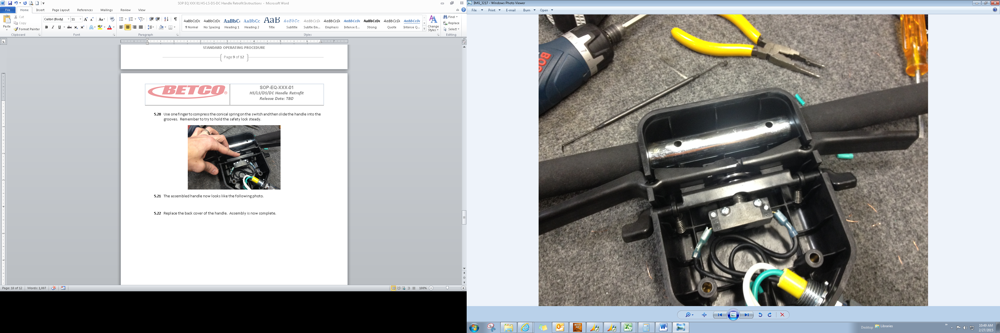 SOP EQ XXX 01 HS-LS-DS-DC Handle Retrofit Instructions - Microsoft Word
File Home Insert Page Layout References Mailings Review View
Cut
Copy
Format Painter
Paste
Clipboard
Calibri (Body) 11
Font
Paragraph
AaBbCcDc AaBbCcDc AaBbC( AaBbCc AaB AaBbCc. AaBbCcDc AaBbCcDc AaBbCcDc AaBbCcDc AaBbCcDc AaBbCcDc
¶ Normal No Spacing Heading 1 Heading 2 Title Subtitle Subtle Em... Emphasis Intense E... Strong Quote Intense Q...
Change
Styles
Styles
Find
Replace
Select
Editing
STANDARD OPERATING PROCEDURE
Page 9 of 12
BETCO®
SOP-EQ-XXX-01
HS/LS/DS/DC Handle Retrofit
Release Date: TBD
5.20 Use one finger to compress the conical spring on the switch and then slide the handle into the
grooves. Remember to try to hold the safety lock steady.
5.21 The assembled handle now looks like the following photo.
5.22 Replace the back cover of the handle. Assembly is now complete.
Page: 10 of 12 Words: 1,007
100%
IMG_3217 - Windows Photo Viewer
File Print E-mail Burn Open
Desktop Libraries
10:49 AM
2/27/2015